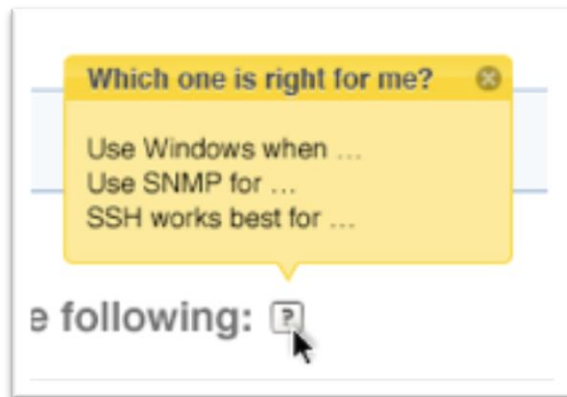 Which one is right for me?
Use Windows when ...
Use SNMP for ...
SSH works best for ...
e following: ?